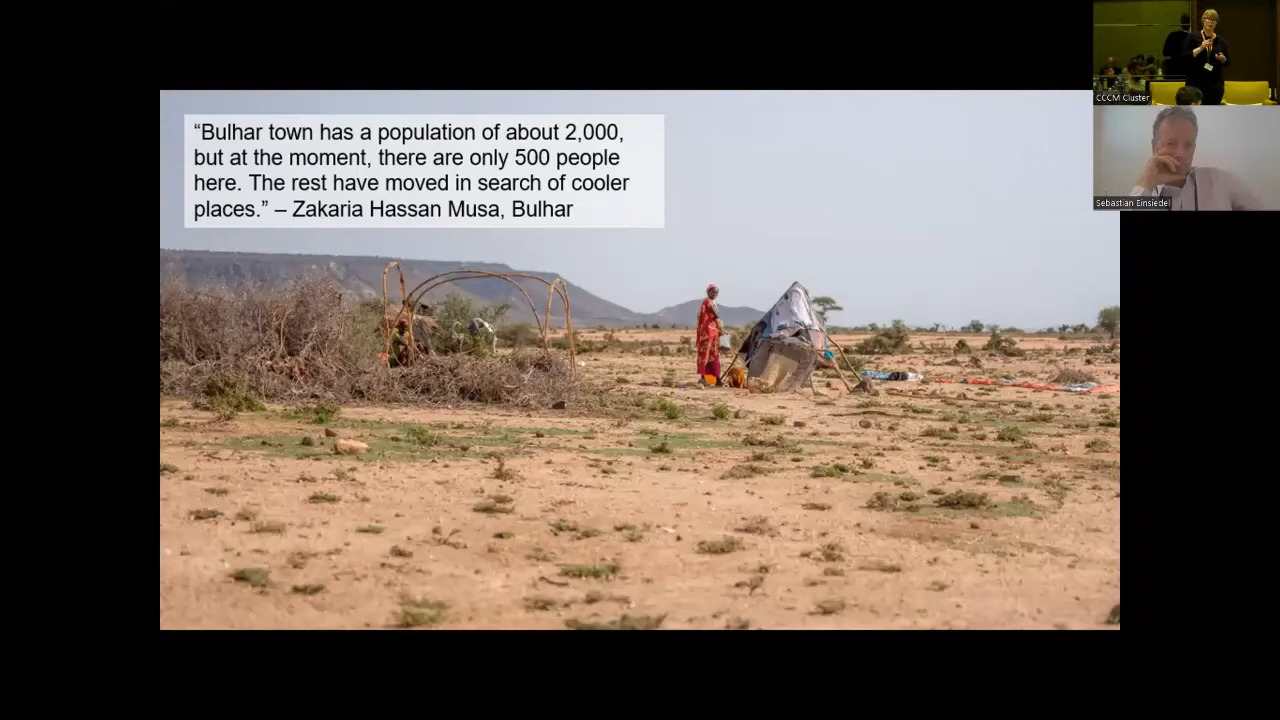 “Bulhar town has a population of about 2,000,
but at the moment, there are only 500 people
here. The rest have moved in search of cooler
places.” – Zakaria Hassan Musa, Bulhar
CCCM Cluster
Sebastian Einsiedel